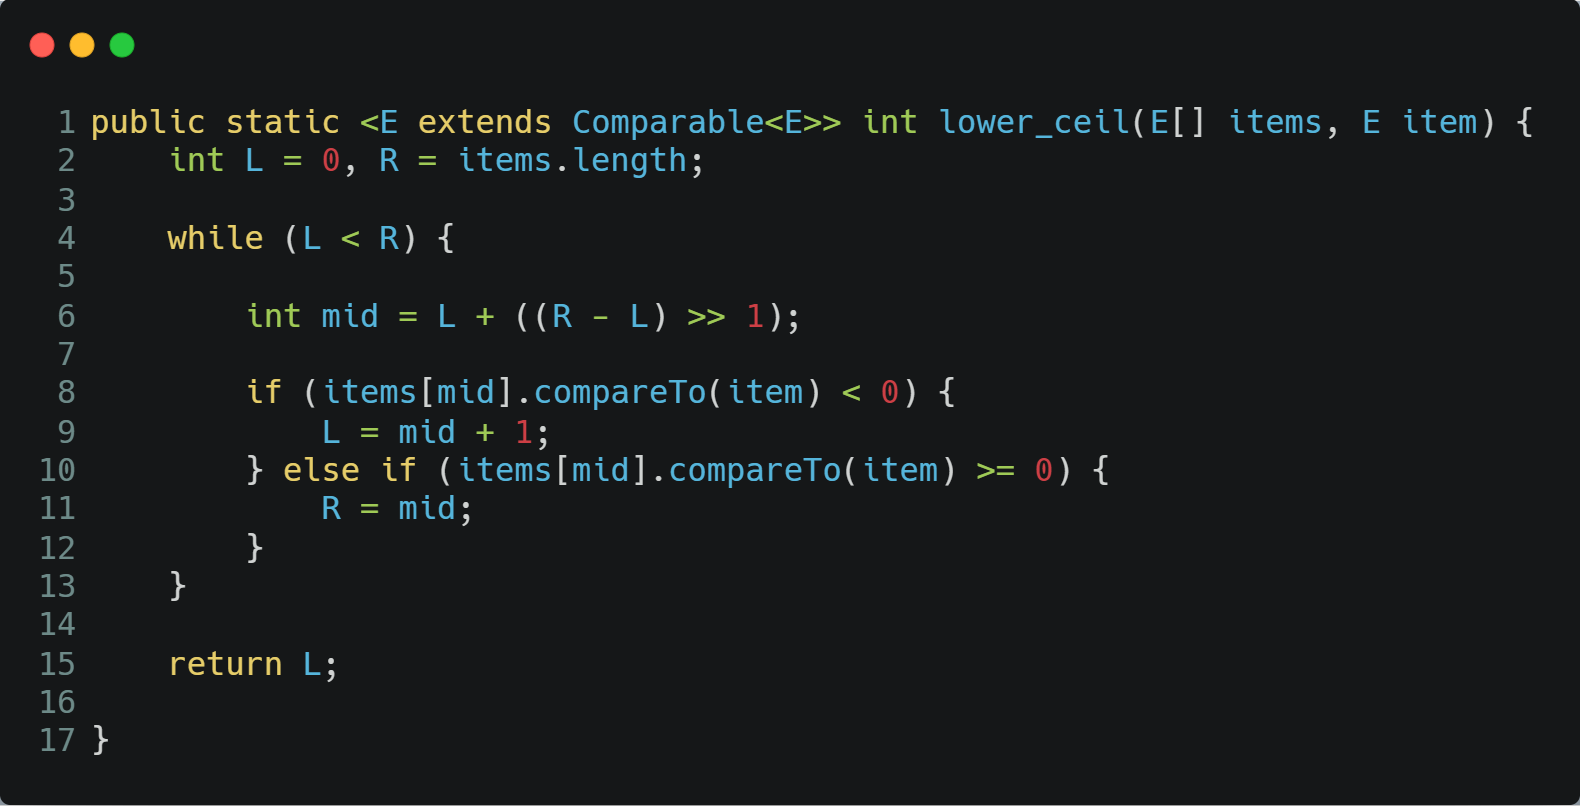 1 public static <E extends Comparable<E>> int lower_ceil(E[] items, E item) {
2     int L = 0, R = items.length;
3
4     while (L < R) {
5
6         int mid = L + ((R - L) >> 1);
7
8         if (items[mid].compareTo(item) < 0) {
9             L = mid + 1;
10         } else if (items[mid].compareTo(item) >= 0) {
11             R = mid;
12         }
13     }
14
15     return L;
16
17 }